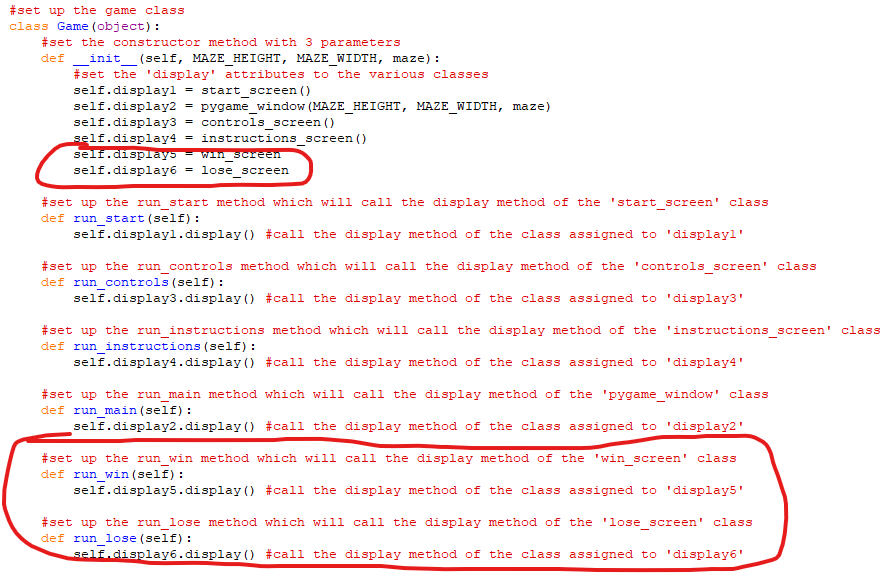 #set up the game class
class Game(object):
    #set the constructor method with 3 parameters
    def __init__(self, MAZE_HEIGHT, MAZE_WIDTH, maze):
        #set the 'display' attributes to the various classes
        self.display1 = start_screen()
        self.display2 = pygame_window(MAZE_HEIGHT, MAZE_WIDTH, maze)
        self.display3 = controls_screen()
        self.display4 = instructions_screen()
        self.display5 = win_screen
        self.display6 = lose_screen

    #set up the run_start method which will call the display method of the 'start_screen' class
    def run_start(self):
        self.display1.display() #call the display method of the class assigned to 'display1'

    #set up the run_controls method which will call the display method of the 'controls_screen' class
    def run_controls(self):
        self.display3.display() #call the display method of the class assigned to 'display3'

    #set up the run_instructions method which will call the display method of the 'instructions_screen' class
    def run_instructions(self):
        self.display4.display() #call the display method of the class assigned to 'display4'

    #set up the run_main method which will call the display method of the 'pygame_window' class
    def run_main(self):
        self.display2.display() #call the display method of the class assigned to 'display2'

    #set up the run_win method which will call the display method of the 'win_screen' class
    def run_win(self):
        self.display5.display() #call the display method of the class assigned to 'display5'

    #set up the run_lose method which will call the display method of the 'lose_screen' class
    def run_lose(self):
        self.display6.display() #call the display method of the class assigned to 'display6'